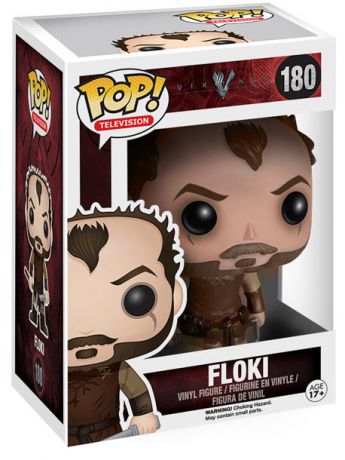 POP!
TELEVISION
VIKINGS
180
POP!
TELEVISION
FLOKI
VINYL FIGURE / FIGURINE EN VINYLE /
FIGURA DE VINIL
WARNING! Choking Hazard.
May contain small parts.
AGE
17+
180